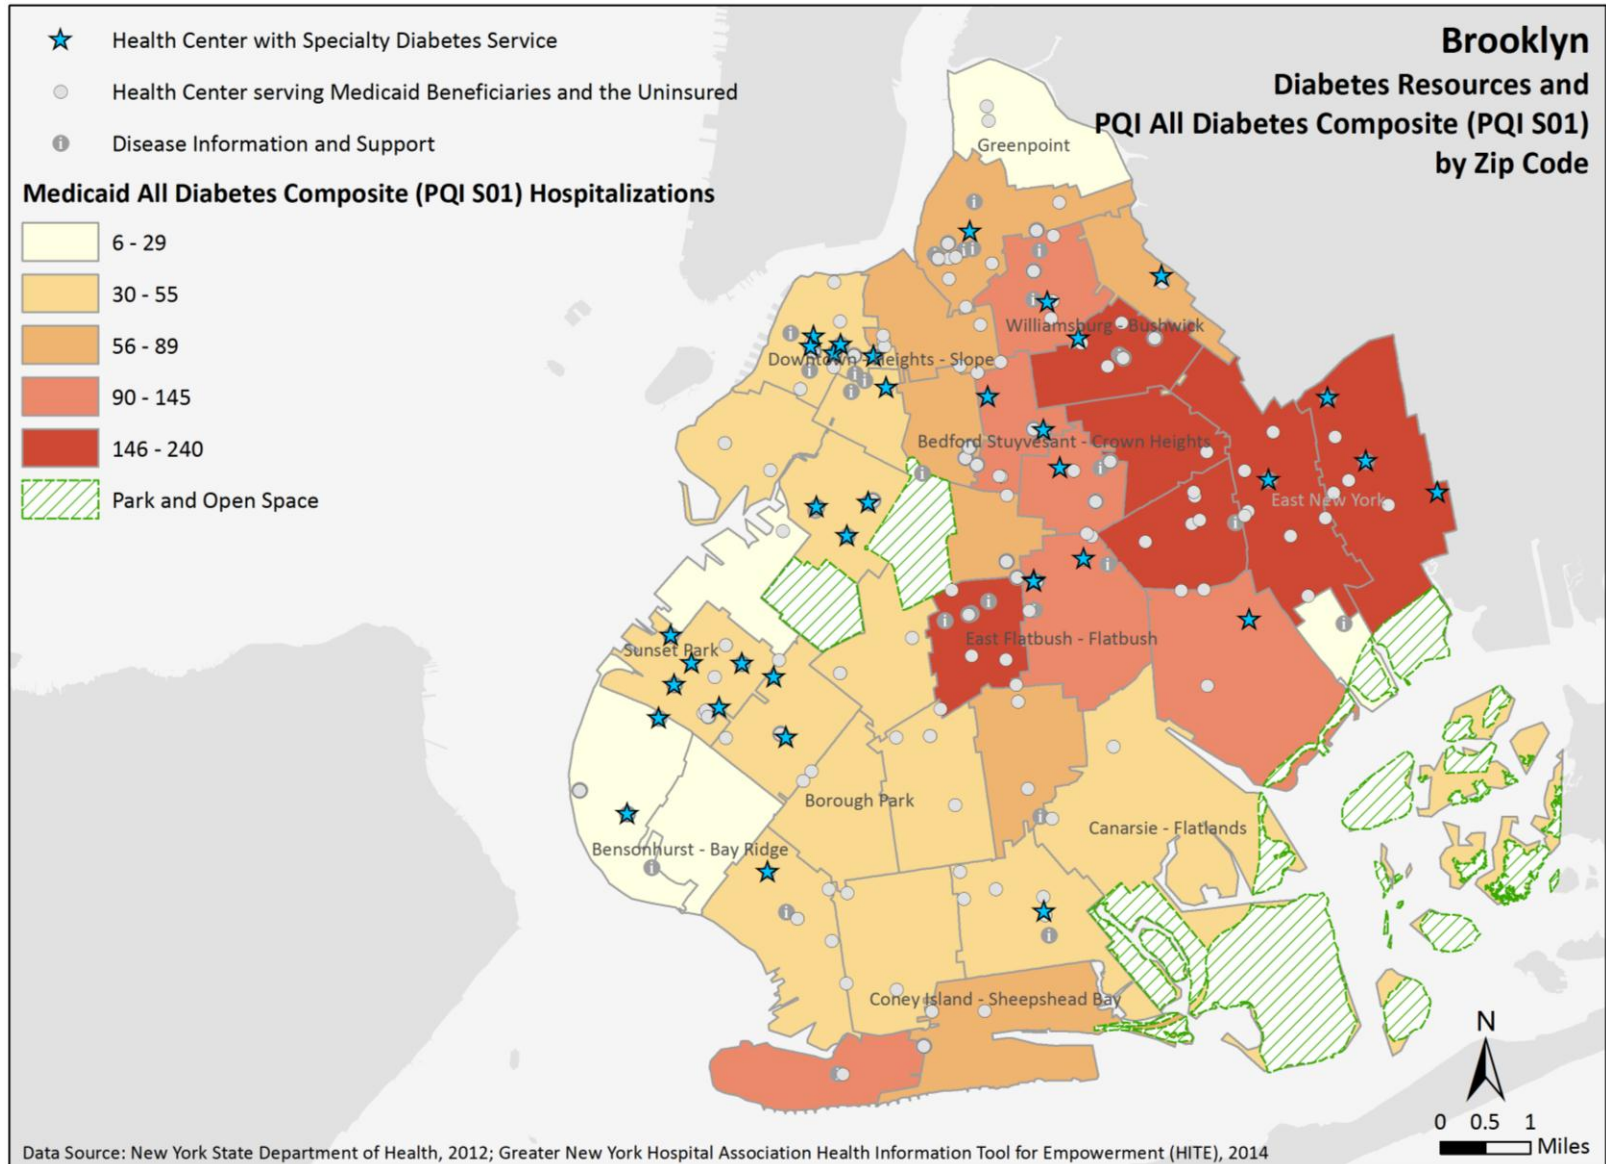 Health Center with Specialty Diabetes Service
Health Center serving Medicaid Beneficiaries and the Uninsured
Disease Information and Support
Medicaid All Diabetes Composite (PQI S01) Hospitalizations
6 - 29
30 - 55
56 - 89
90 - 145
146 - 240
Park and Open Space
Brooklyn
Diabetes Resources and
PQI All Diabetes Composite (PQI S01)
by Zip Code
Greenpoint
Williamsburg - Bushwick
Downtown - Heights - Slope
Bedford Stuyvesant - Crown Heights
East New York
East Flatbush - Flatbush
Sunset Park
Borough Park
Canarsie - Flatlands
Bensonhurst - Bay Ridge
Coney Island - Sheepshead Bay
N
0 0.5 1
Miles
Data Source: New York State Department of Health, 2012; Greater New York Hospital Association Health Information Tool for Empowerment (HITE), 2014